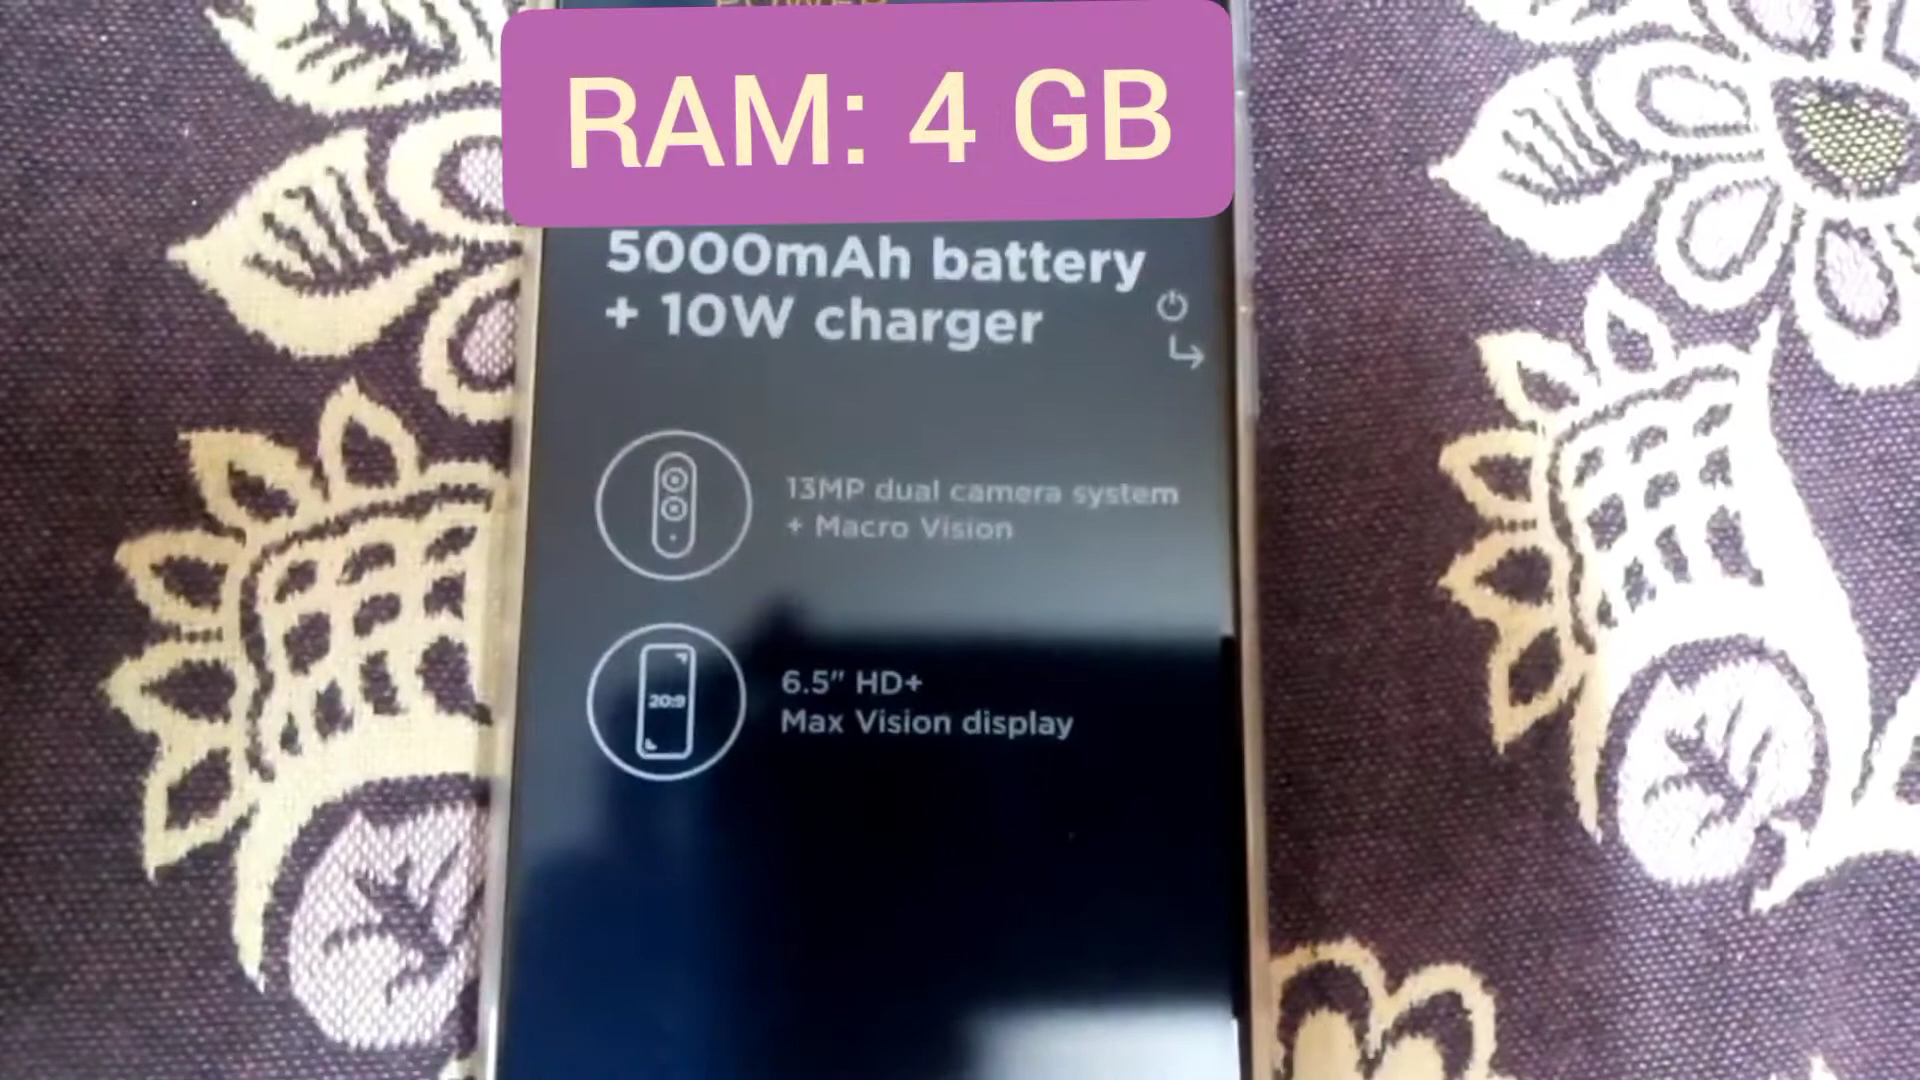 POWER
RAM: 4 GB
5000mAh battery
+ 10W charger
13MP dual camera system
+ Macro Vision
20:9
6.5” HD+
Max Vision display